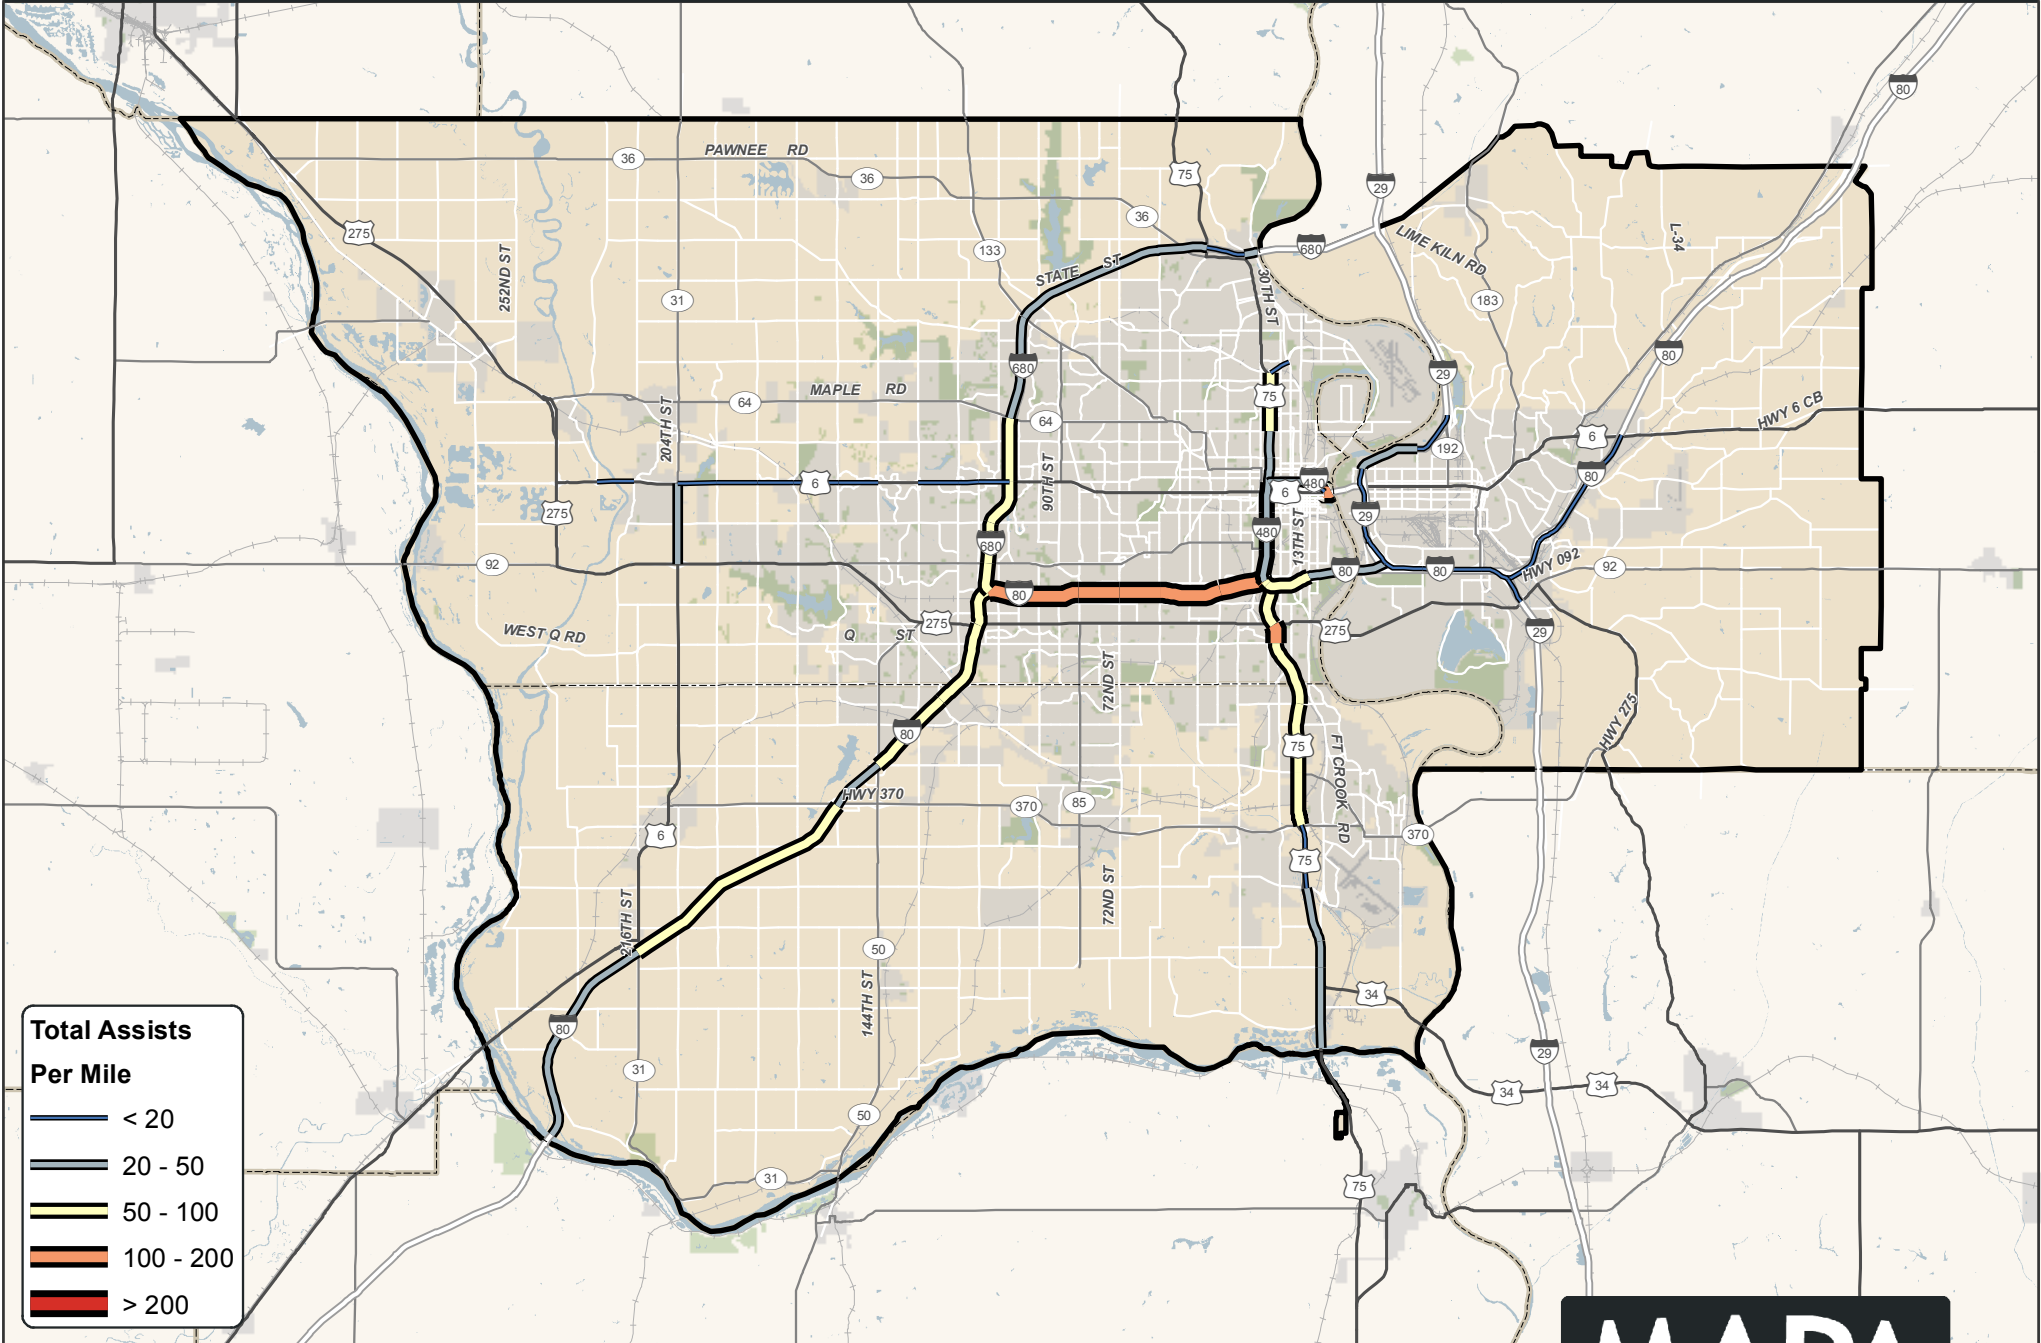 80
PAWNEE RD
36
36
75
29
36
275
133
680
LIME KILN RD
L-34
252ND ST
STATE ST
30TH ST
31
183
680
29
80
MAPLE RD
64
75
64
HWY 6 CB
204TH ST
6
192
90TH ST
80
6
480
6
275
29
13TH ST
480
680
92
80
80
HWY 092
92
80
275
275
29
WEST Q RD
Q ST
72ND ST
HWY 275
80
75
FT CROOK RD
HWY 370
370
85
6
370
75
216TH ST
72ND ST
50
144TH ST
34
80
29
31
34
34
50
31
75
Total Assists
Per Mile
< 20
20 - 50
50 - 100
100 - 200
> 200
MAPA